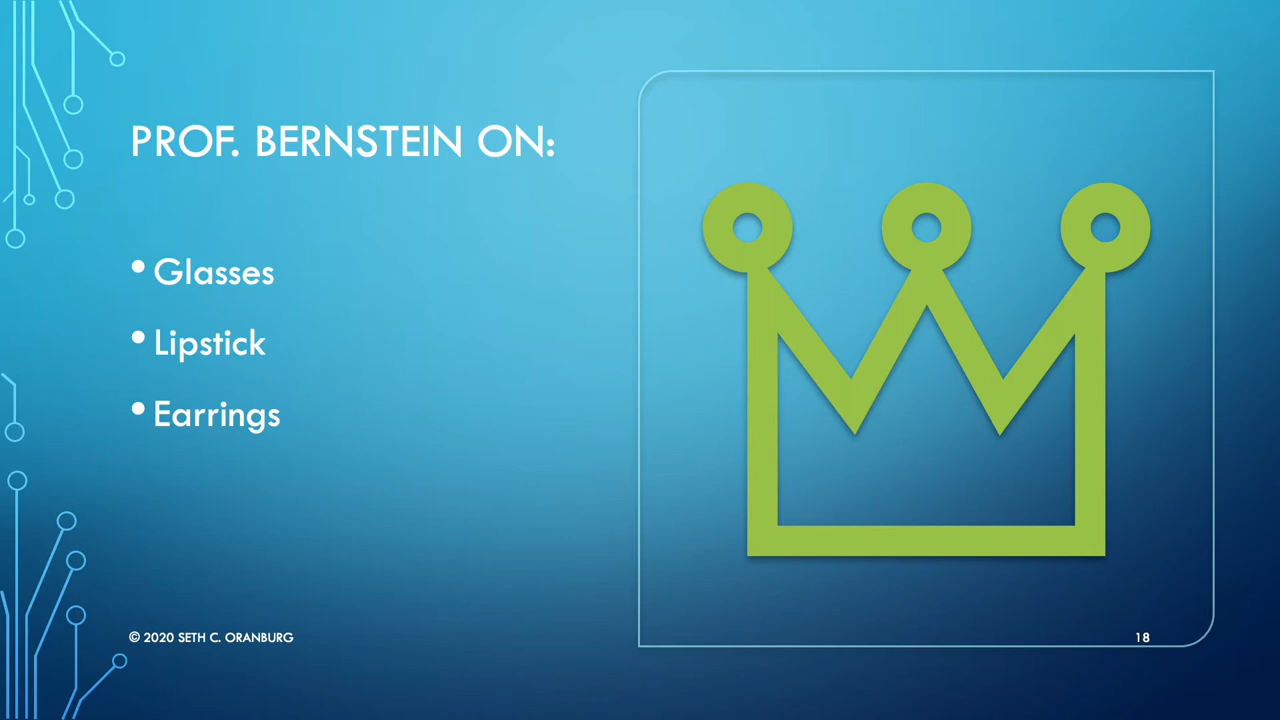 PROF. BERNSTEIN ON:
• Glasses
• Lipstick
• Earrings
© 2020 SETH C. ORANBURG
18